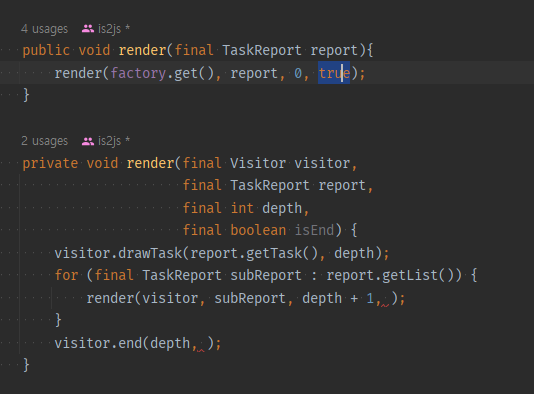 4 usages is2js *
public void render(final TaskReport report){
render(factory.get(), report, 0, true);
}
2 usages is2js *
private void render(final Visitor visitor,
final TaskReport report,
final int depth,
final boolean isEnd) {
visitor.drawTask(report.getTask(), depth);
for (final TaskReport subReport : report.getList()) {
render(visitor, subReport, depth + 1, );
}
visitor.end(depth, );
}